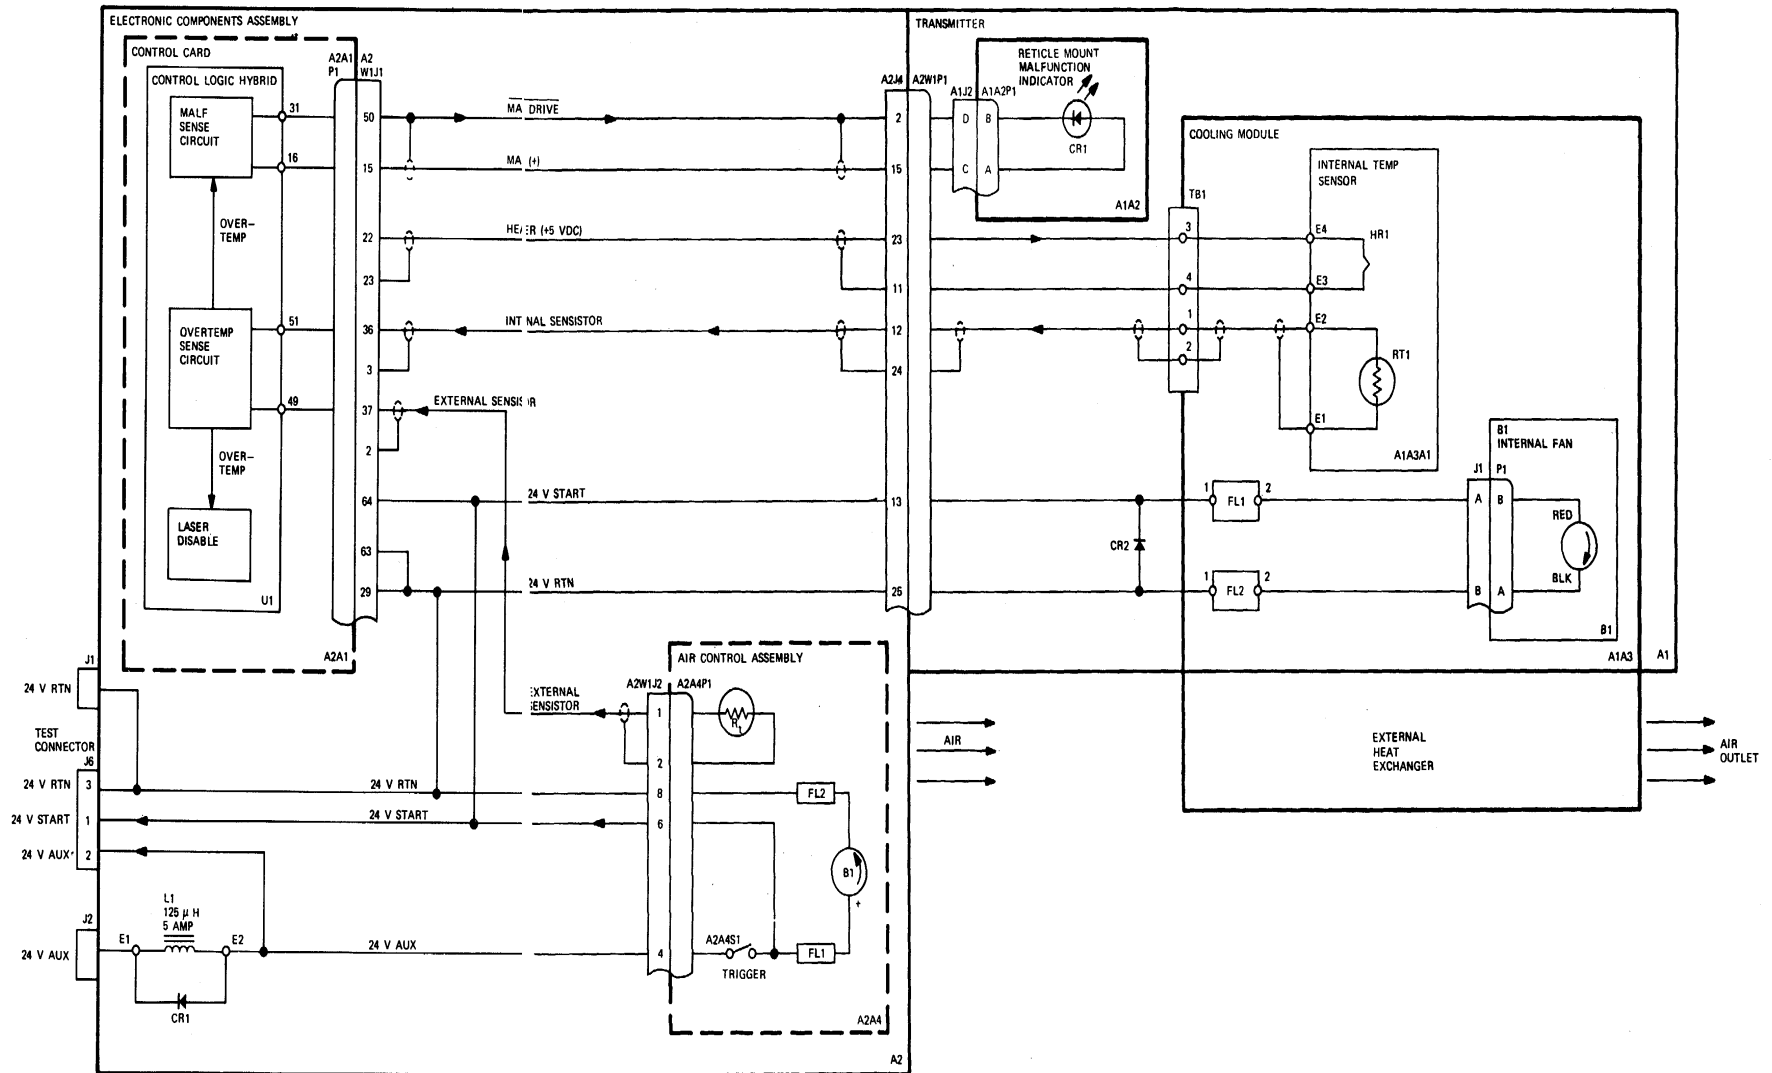 ELECTRONIC COMPONENTS ASSEMBLY
TRANSMITTER
CONTROL CARD
A2A1 A2
P1 W1J1
CONTROL LOGIC HYBRID
MALF
SENSE
CIRCUIT
31
16
50
15
MA DRIVE
MA (+)
A2J4 A2W1P1
2
15
RETICLE MOUNT
MALFUNCTION
INDICATOR
A1J2 A1A2P1
D B
C A
CR1
A1A2
COOLING MODULE
INTERNAL TEMP
SENSOR
TB1
OVER-
TEMP
22
23
HE ER (+5 VDC)
23
11
3
4
E4
E3
HR1
OVERTEMP
SENSE
CIRCUIT
51
49
36
3
INT NAL SENSISTOR
12
24
1
2
E2
RT1
E1
A1A3A1
37
2
EXTERNAL SENSIS R
OVER-
TEMP
LASER
DISABLE
U1
A2A1
64
63
29
24 V START
24 V RTN
13
25
CR2
1 FL1 2
1 FL2 2
B1
INTERNAL FAN
J1 P1
A B
B A
RED
BLK
B1
A1A3
A1
J1
24 V RTN
TEST
CONNECTOR
J6
24 V RTN 3
24 V START 1
24 V AUX 2
J2
24 V AUX
L1
125 μ H
5 AMP
E1
E2
CR1
24 V RTN
24 V START
24 V AUX
EXTERNAL
SENSISTOR
AIR CONTROL ASSEMBLY
A2W1J2 A2A4P1
1
2
8
6
4
Rt
FL2
B1
+
FL1
A2A4S1
TRIGGER
A2A4
A2
AIR
EXTERNAL
HEAT
EXCHANGER
AIR
OUTLET